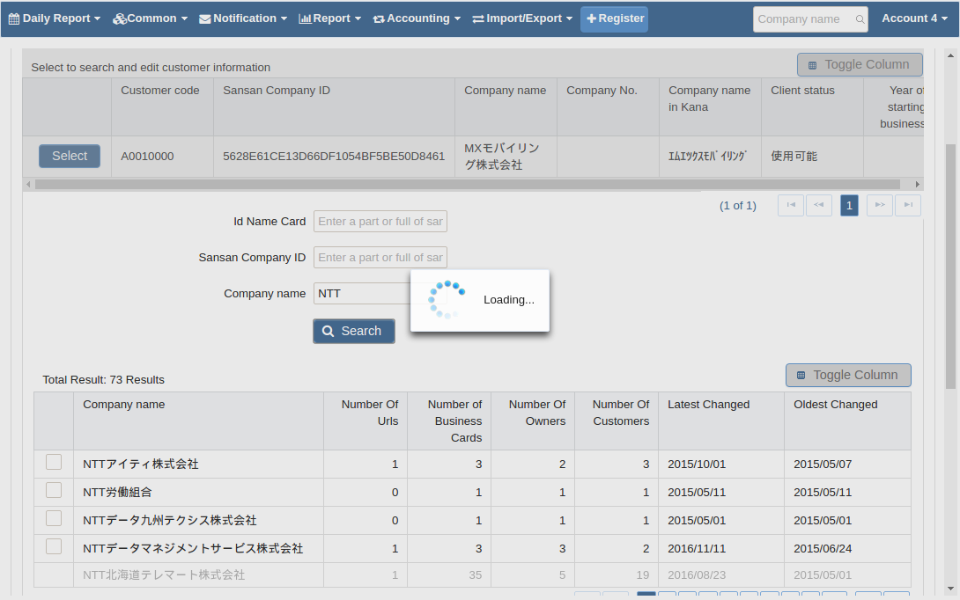 Daily Report Common Notification Report Accounting Import/Export Register Company name Account 4
Select to search and edit customer information Toggle Column
Customer code Sansan Company ID Company name Company No. Company name in Kana Client status Year of starting business
Select A0010000 5628E61CE13D66DF1054BF5BE50D8461 MXモバイリング株式会社 ｴﾑｴｯｸｽﾓﾊﾞｲﾘﾝｸﾞ 使用可能
(1 of 1) 1
Id Name Card Enter a part or full of sar
Sansan Company ID Enter a part or full of sar
Company name NTT
Loading...
Search
Total Result: 73 Results Toggle Column
Company name Number Of Urls Number of Business Cards Number Of Owners Number Of Customers Latest Changed Oldest Changed
NTTアイティ株式会社 1 3 2 3 2015/10/01 2015/05/07
NTT労働組合 0 1 1 1 2015/05/11 2015/05/11
NTTデータ九州テクシス株式会社 0 1 1 1 2015/05/01 2015/05/01
NTTデータマネジメントサービス株式会社 1 3 3 2 2016/11/11 2015/06/24
NTT北海道テレマート株式会社 1 35 5 19 2016/08/23 2015/05/01